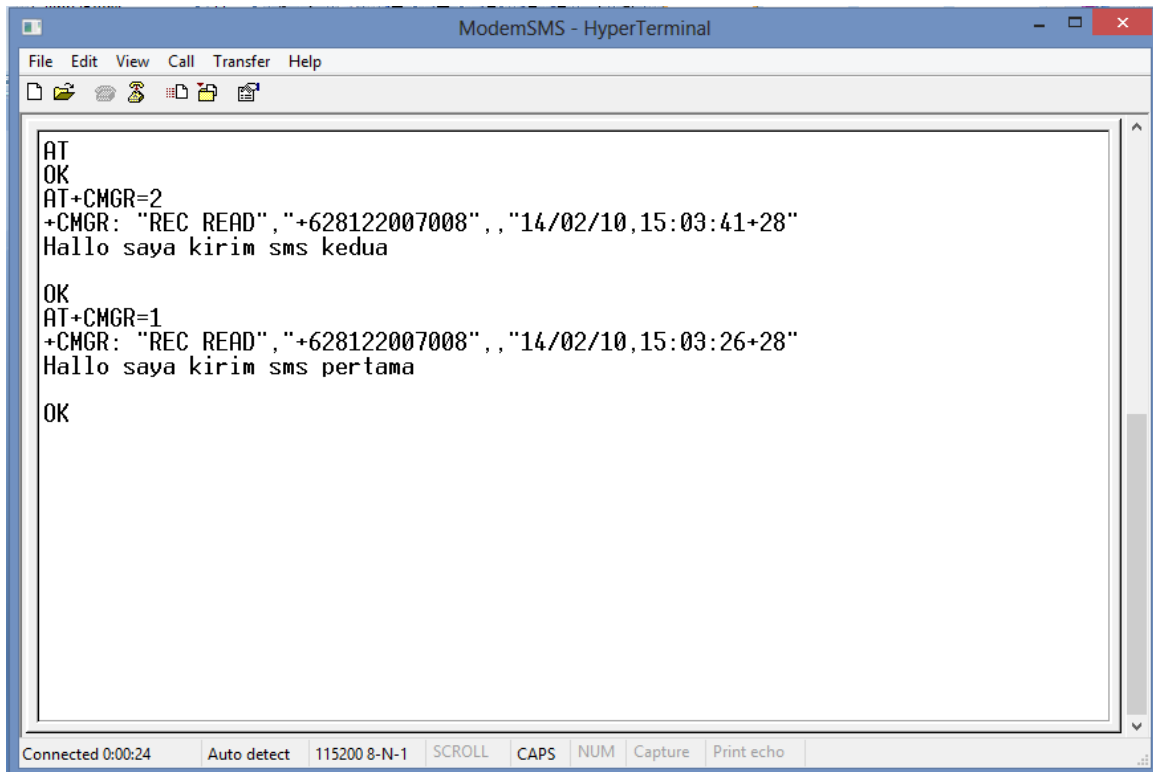 ModemSMS - HyperTerminal
File Edit View Call Transfer Help
AT
OK
AT+CMGR=2
+CMGR: "REC READ","+628122007008",,"14/02/10,15:03:41+28"
Hallo saya kirim sms kedua
OK
AT+CMGR=1
+CMGR: "REC READ","+628122007008",,"14/02/10,15:03:26+28"
Hallo saya kirim sms pertama
OK
Connected 0:00:24 Auto detect 115200 8-N-1 SCROLL CAPS NUM Capture Print echo